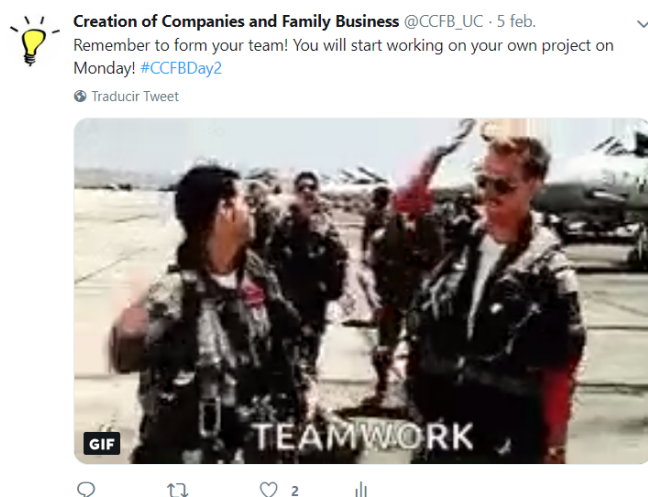 Creation of Companies and Family Business @CCFB_UC · 5 feb.
Remember to form your team! You will start working on your own project on
Monday! #CCFBDay2
Traducir Tweet
TEAMWORK
GIF
2